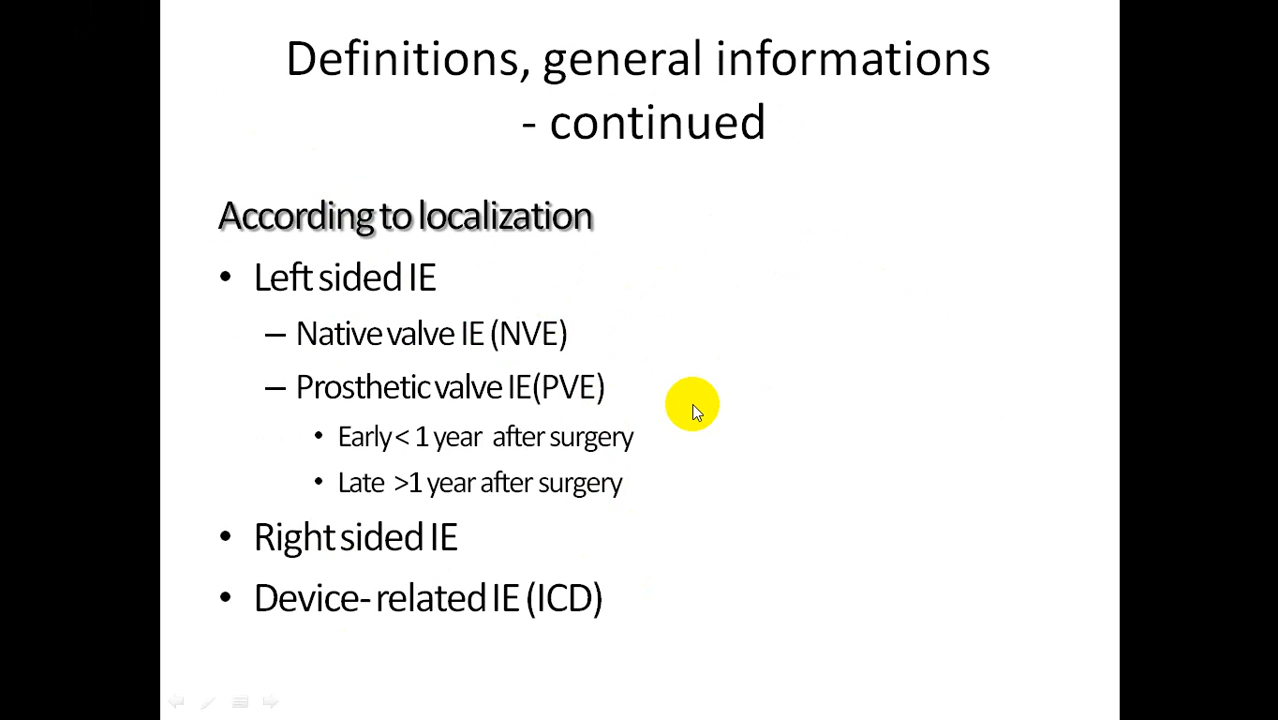 Definitions, general informations
- continued
According to localization
• Left sided IE
– Native valve IE (NVE)
– Prosthetic valve IE(PVE)
• Early < 1 year after surgery
• Late >1 year after surgery
• Right sided IE
• Device- related IE (ICD)